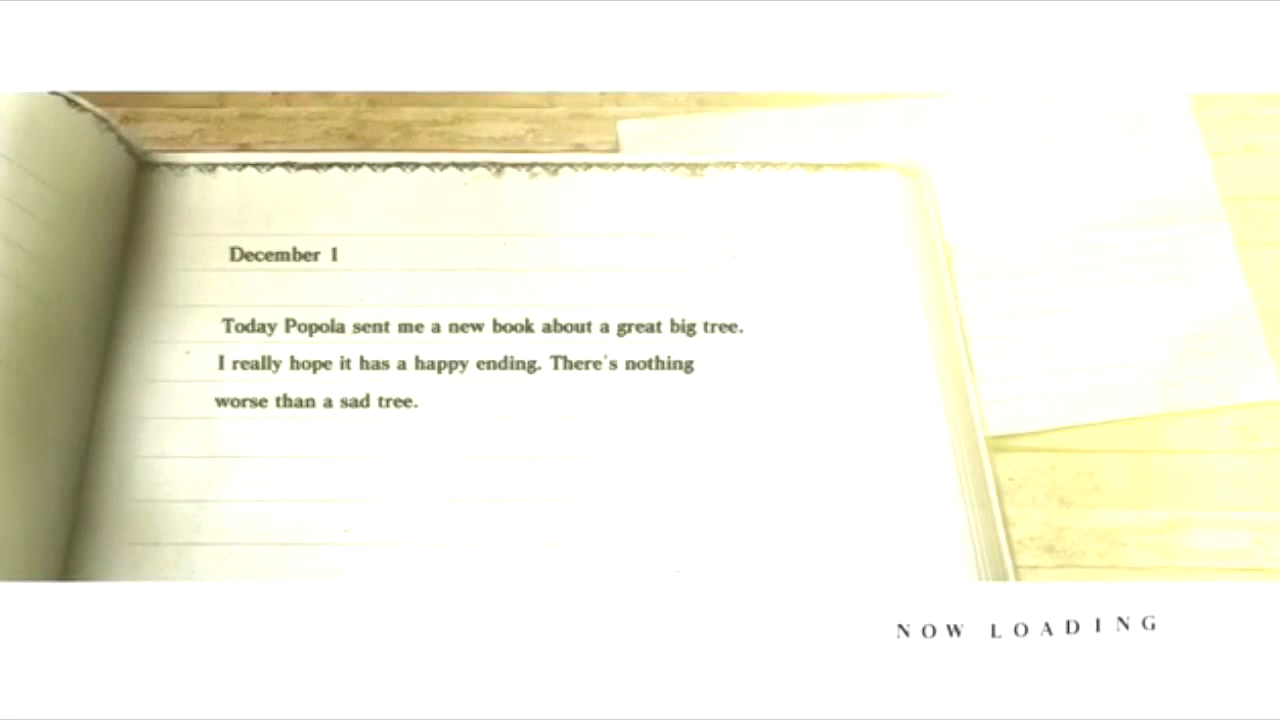 December 1
Today Popola sent me a new book about a great big tree.
I really hope it has a happy ending. There's nothing
worse than a sad tree.
NOW LOADING